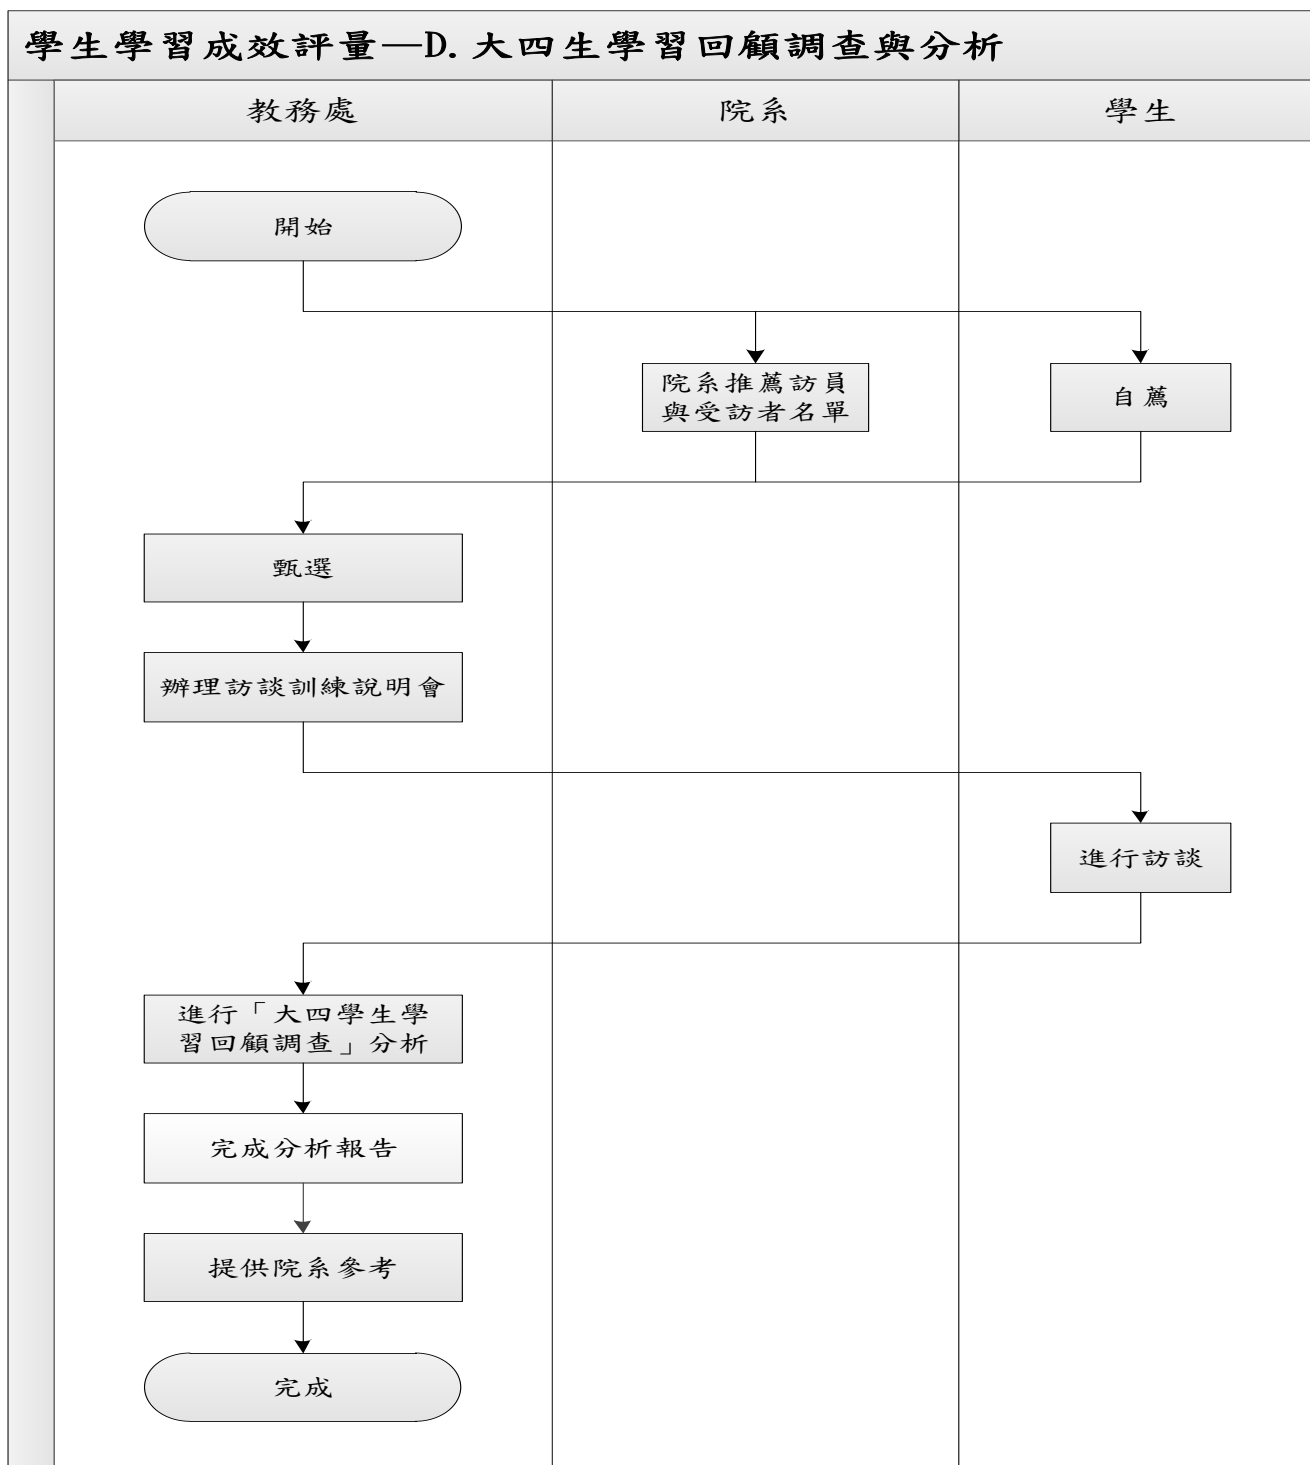 學生學習成效評量—D.大四生學習回顧調查與分析
教務處
院系
學生
開始
院系推薦訪員
與受訪者名單
自薦
甄選
辦理訪談訓練說明會
進行訪談
進行「大四學生學
習回顧調查」分析
完成分析報告
提供院系參考
完成